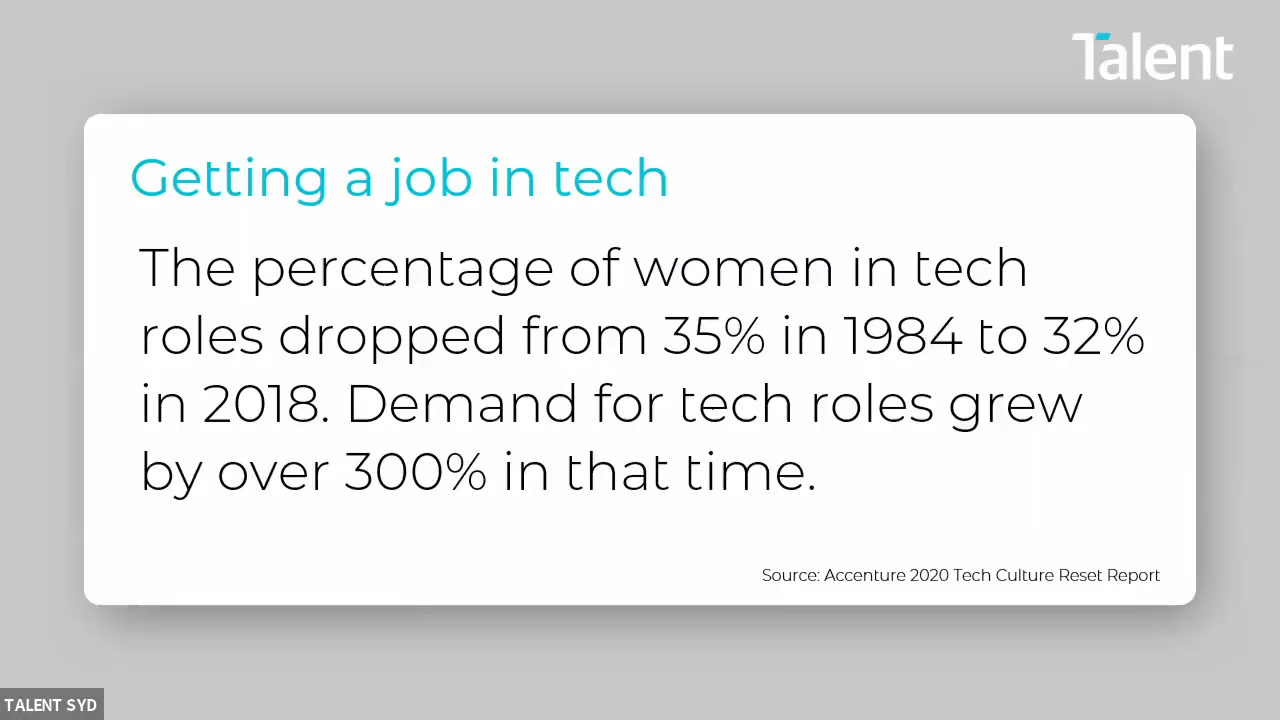 Talent
Getting a job in tech
The percentage of women in tech
roles dropped from 35% in 1984 to 32%
in 2018. Demand for tech roles grew
by over 300% in that time.
Source: Accenture 2020 Tech Culture Reset Report
TALENT SYD